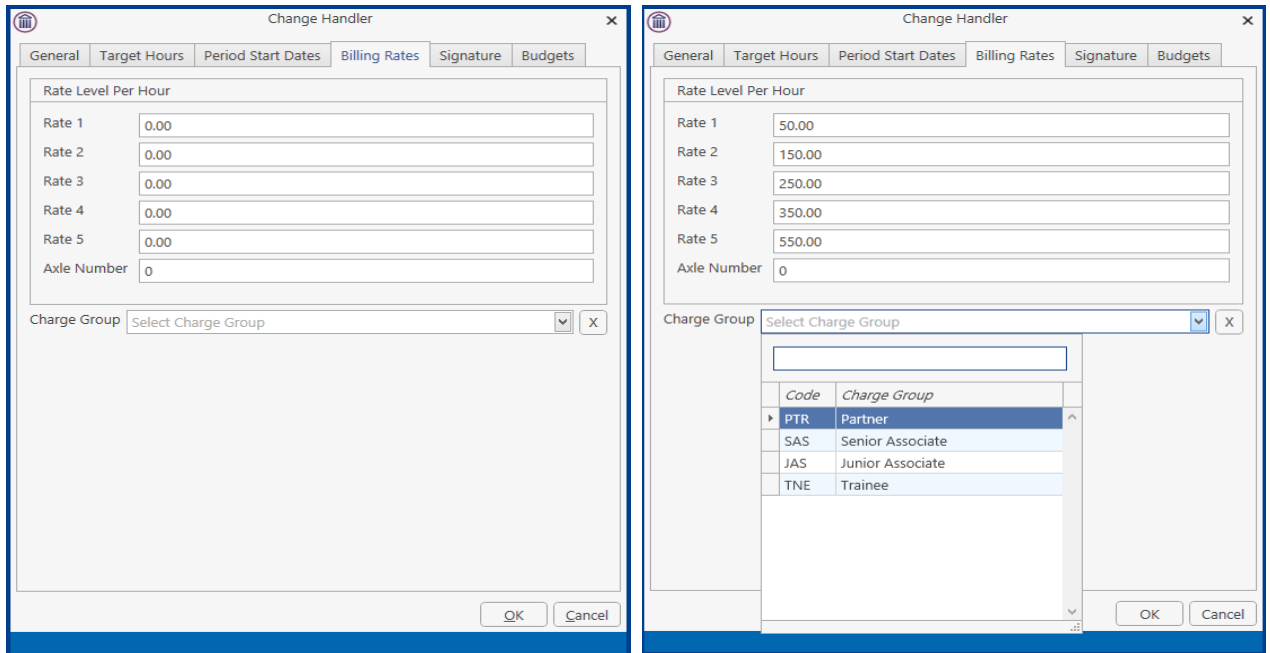 Change Handler
General Target Hours Period Start Dates Billing Rates Signature Budgets
Rate Level Per Hour
Rate 1 0.00
Rate 2 0.00
Rate 3 0.00
Rate 4 0.00
Rate 5 0.00
Axle Number 0
Charge Group Select Charge Group X
OK Cancel
Change Handler
General Target Hours Period Start Dates Billing Rates Signature Budgets
Rate Level Per Hour
Rate 1 50.00
Rate 2 150.00
Rate 3 250.00
Rate 4 350.00
Rate 5 550.00
Axle Number 0
Charge Group Select Charge Group X
Code Charge Group
PTR Partner
SAS Senior Associate
JAS Junior Associate
TNE Trainee
OK Cancel